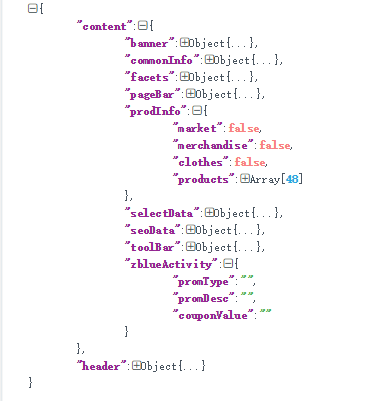 {
"content":{
"banner":Object{...},
"commonInfo":Object{...},
"facets":Object{...},
"pageBar":Object{...},
"prodInfo":{
"market":false,
"merchandise":false,
"clothes":false,
"products":Array[48]
},
"selectData":Object{...},
"seoData":Object{...},
"toolBar":Object{...},
"zblueActivity":{
"promType":"",
"promDesc":"",
"couponValue":""
}
},
"header":Object{...}
}